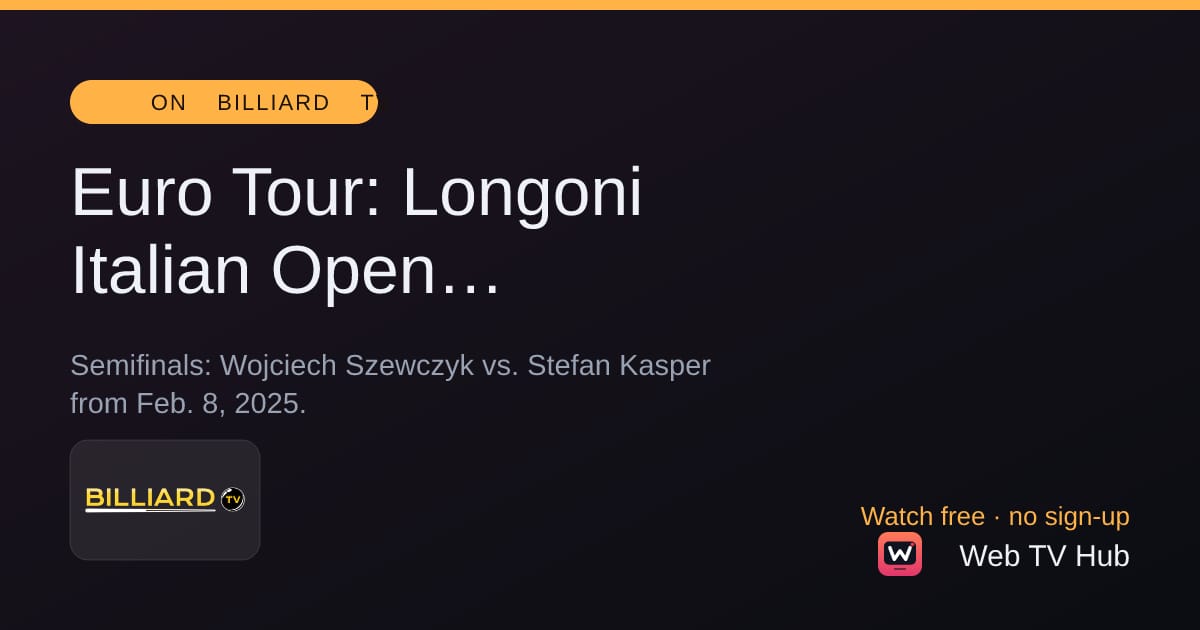 ON BILLIARD T
Euro Tour: Longoni
Italian Open…
Semifinals: Wojciech Szewczyk vs. Stefan Kasper
from Feb. 8, 2025.
BILLIARD TV
Watch free · no sign-up
W Web TV Hub